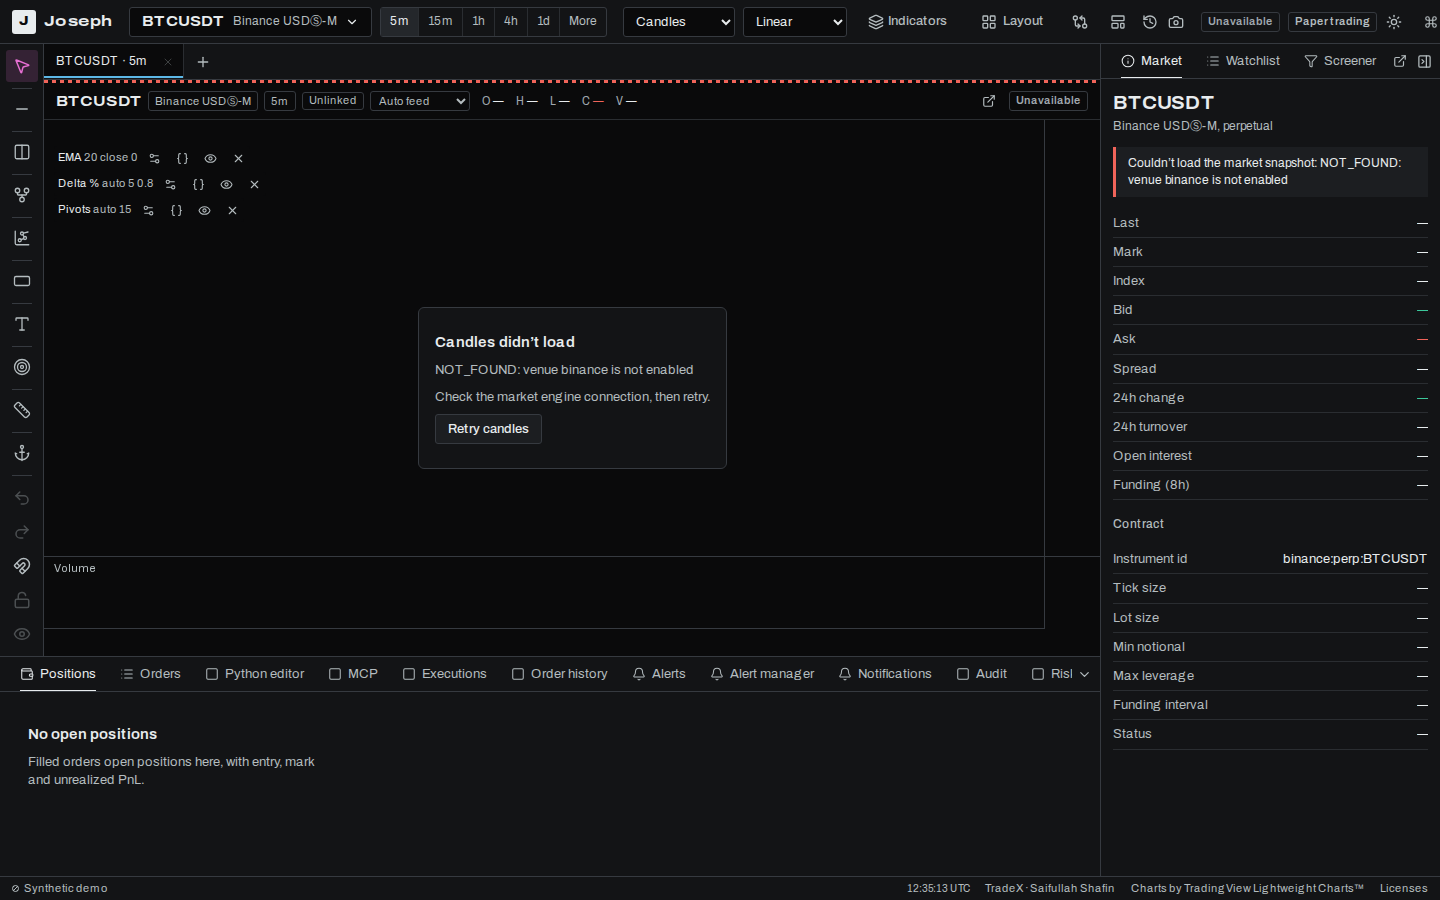 J Joseph BTCUSDT Binance USDⓈ-M 5m 15m 1h 4h 1d More Candles Linear Indicators Layout Unavailable Paper trading
BTCUSDT · 5m
Market Watchlist Screener
BTCUSDT Binance USDⓈ-M 5m Unlinked Auto feed O — H — L — C — V — Unavailable
EMA 20 close 0
Delta % auto 5 0.8
Pivots auto 15
Candles didn't load
NOT_FOUND: venue binance is not enabled
Check the market engine connection, then retry.
Retry candles
Volume
BTCUSDT
Binance USDⓈ-M, perpetual
Couldn't load the market snapshot: NOT_FOUND:
venue binance is not enabled
Last —
Mark —
Index —
Bid —
Ask —
Spread —
24h change —
24h turnover —
Open interest —
Funding (8h) —
Contract
Instrument id binance:perp:BTCUSDT
Tick size —
Lot size —
Min notional —
Max leverage —
Funding interval —
Status —
Positions Orders Python editor MCP Executions Order history Alerts Alert manager Notifications Audit
No open positions
Filled orders open positions here, with entry, mark
and unrealized PnL.
Synthetic demo 12:35:13 UTC TradeX · Saifullah Shafin Charts by TradingView Lightweight Charts™ Licenses